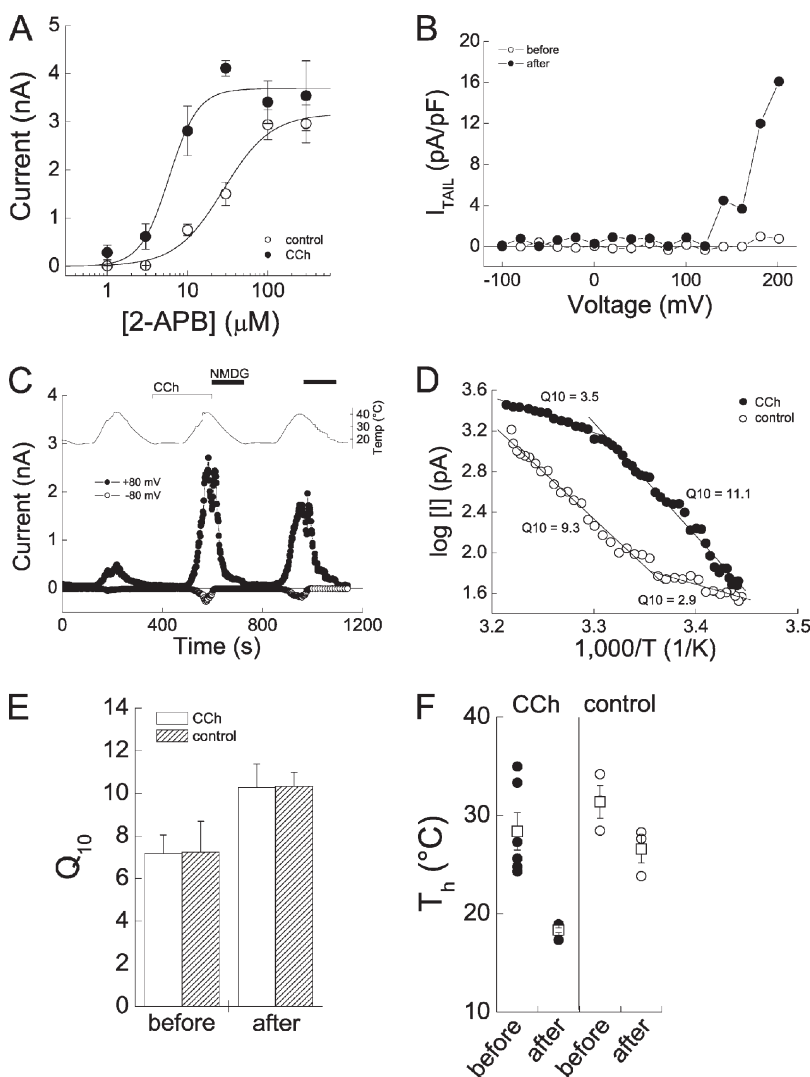 A
5
4
3
2
1
0
Current (nA)
1 10 100
[2-APB] (μM)
control
CCh
B
20
16
12
8
4
0
I_TAIL (pA/pF)
before
after
-100 0 100 200
Voltage (mV)
C
4
3
2
1
0
Current (nA)
CCh
NMDG
40
30
20
Temp (°C)
+80 mV
-80 mV
0 400 800 1200
Time (s)
D
3.6
3.2
2.8
2.4
2.0
1.6
log [I] (pA)
Q10 = 3.5
CCh
control
Q10 = 11.1
Q10 = 9.3
Q10 = 2.9
3.2 3.3 3.4 3.5
1,000/T (1/K)
E
14
12
10
8
6
4
2
0
Q10
CCh
control
before after
F
CCh control
40
30
20
10
Th (°C)
before after before after